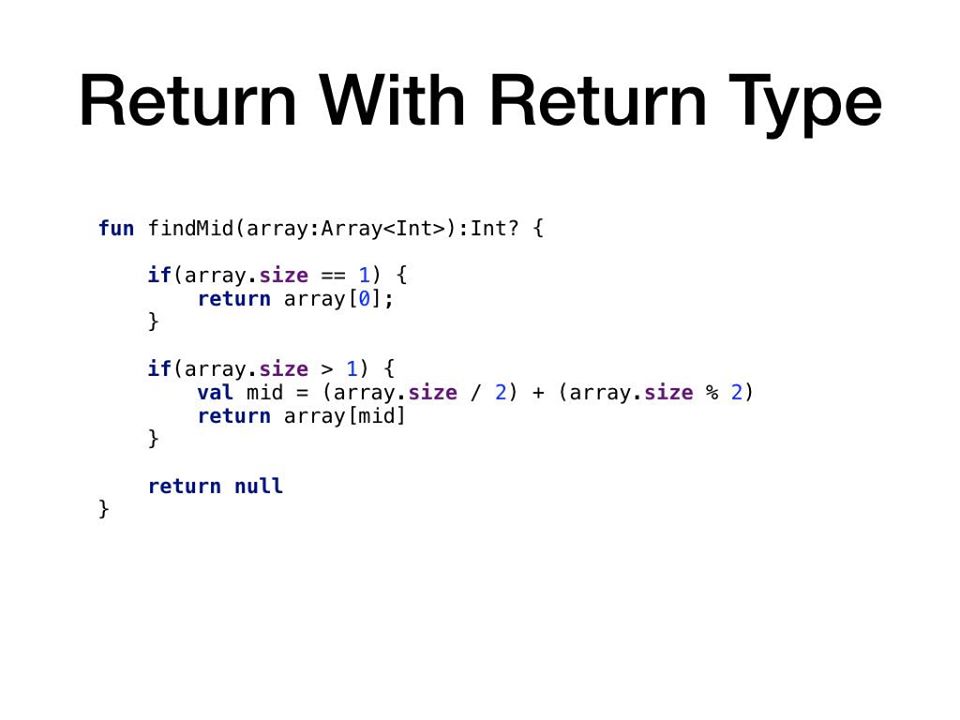 Return With Return Type
fun findMid(array:Array<Int>):Int? {
if(array.size == 1) {
return array[0];
}
if(array.size > 1) {
val mid = (array.size / 2) + (array.size % 2)
return array[mid]
}
return null
}